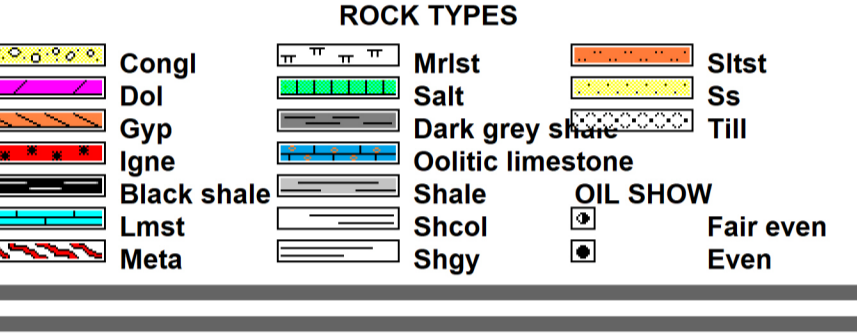 ROCK TYPES
Congl Mrlst Sltst
Dol Salt Ss
Gyp Dark grey shale Till
Igne Oolitic limestone
Black shale Shale OIL SHOW
Lmst Shcol Fair even
Meta Shgy Even